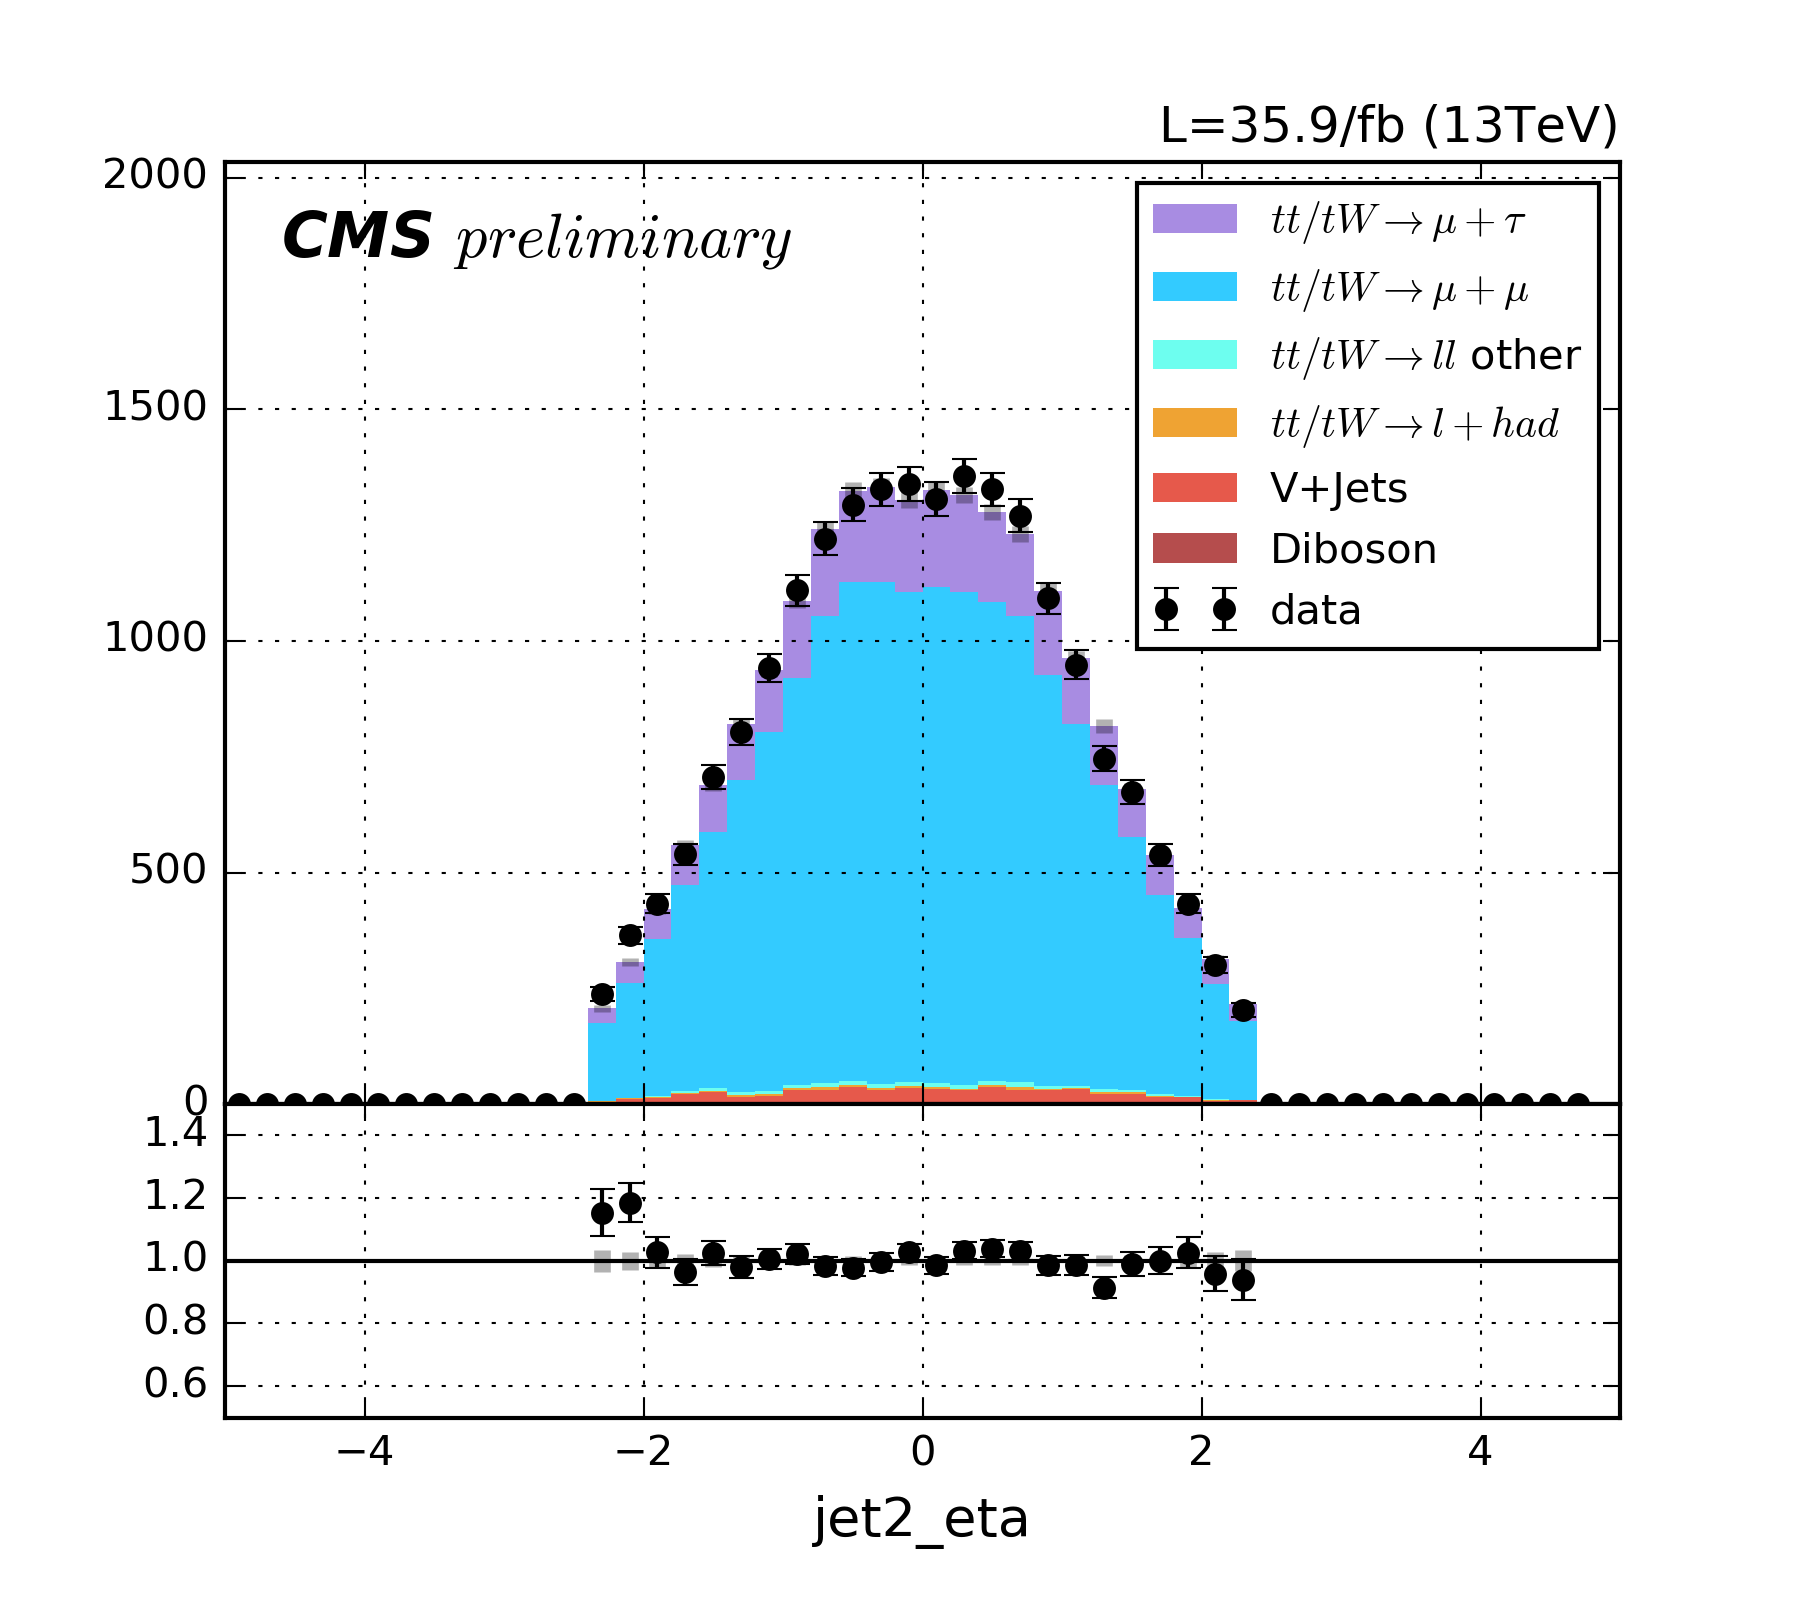 L=35.9/fb (13TeV)
CMS preliminary
2000
1500
1000
500
0
tt/tW → μ + τ
tt/tW → μ + μ
tt/tW → ll other
tt/tW → l + had
V+Jets
Diboson
data
1.4
1.2
1.0
0.8
0.6
−4 −2 0 2 4
jet2_eta